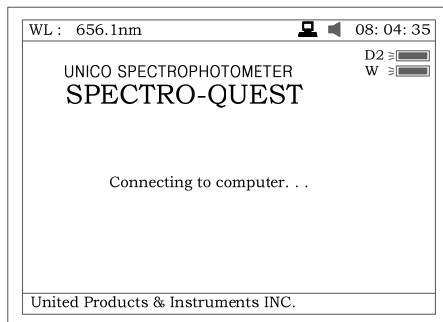 WL : 656.1nm 08: 04: 35
D2
W
UNICO SPECTROPHOTOMETER
SPECTRO-QUEST
Connecting to computer. . .
United Products & Instruments INC.